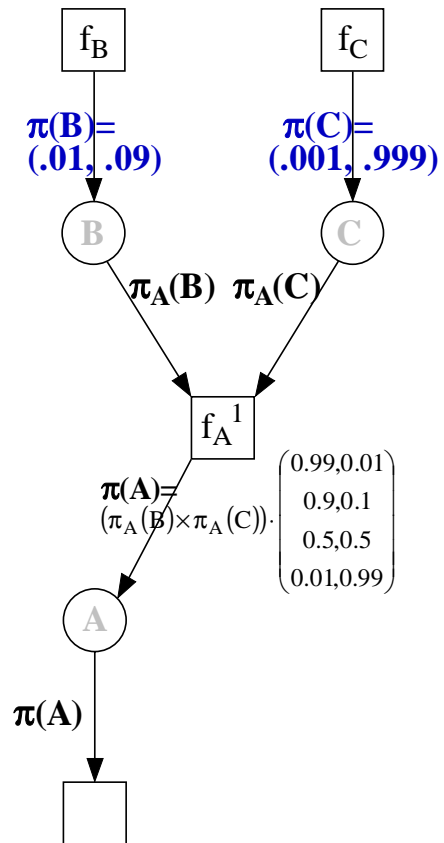 f_B f_C
π(B)= π(C)=
(.01, .09) (.001, .999)
B C
π_A(B) π_A(C)
f_A^1
(0.99,0.01
0.9,0.1
0.5,0.5
0.01,0.99)
π(A)=
(π_A(B)×π_A(C))·
A
π(A)